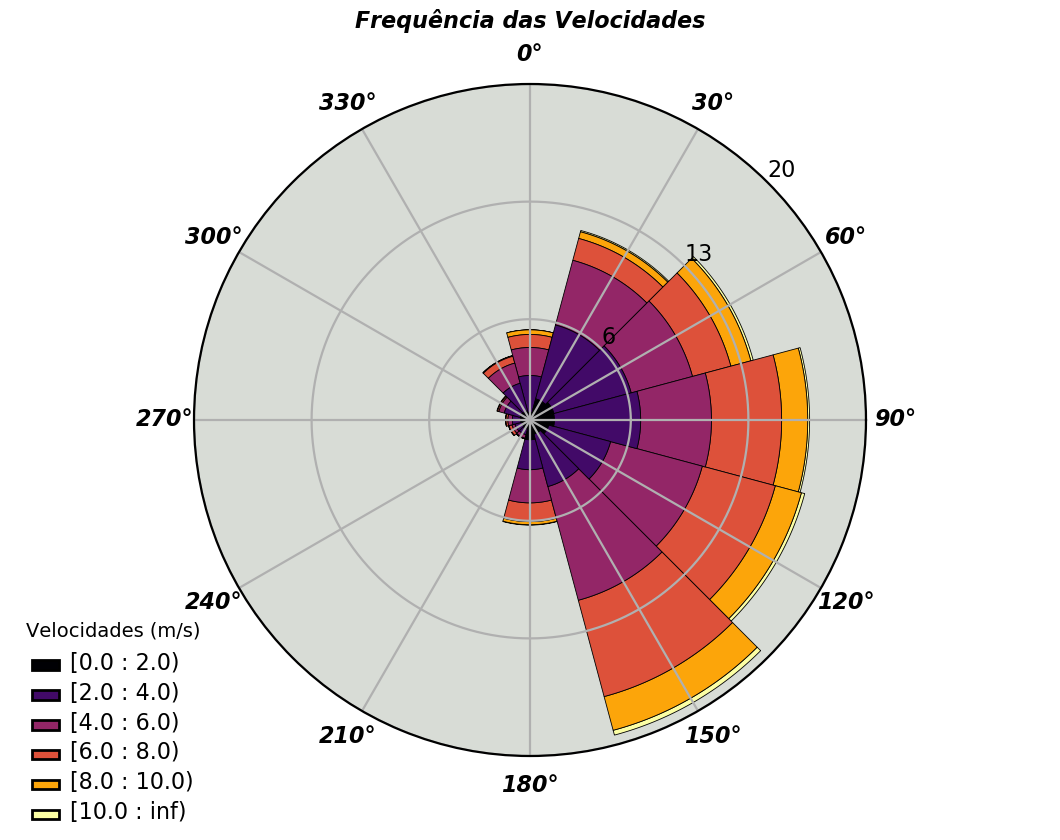 Frequência das Velocidades
0°
330°
30°
20
300°
60°
13
6
270°
90°
240°
120°
210°
150°
180°
Velocidades (m/s)
[0.0 : 2.0)
[2.0 : 4.0)
[4.0 : 6.0)
[6.0 : 8.0)
[8.0 : 10.0)
[10.0 : inf)